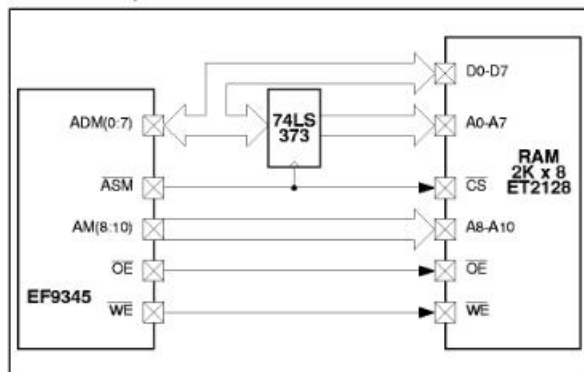 D0-D7
ADM(0:7)
74LS
373
A0-A7
RAM
2K x 8
ET2128
ASM
CS
AM(8:10)
A8-A10
OE
OE
EF9345
WE
WE